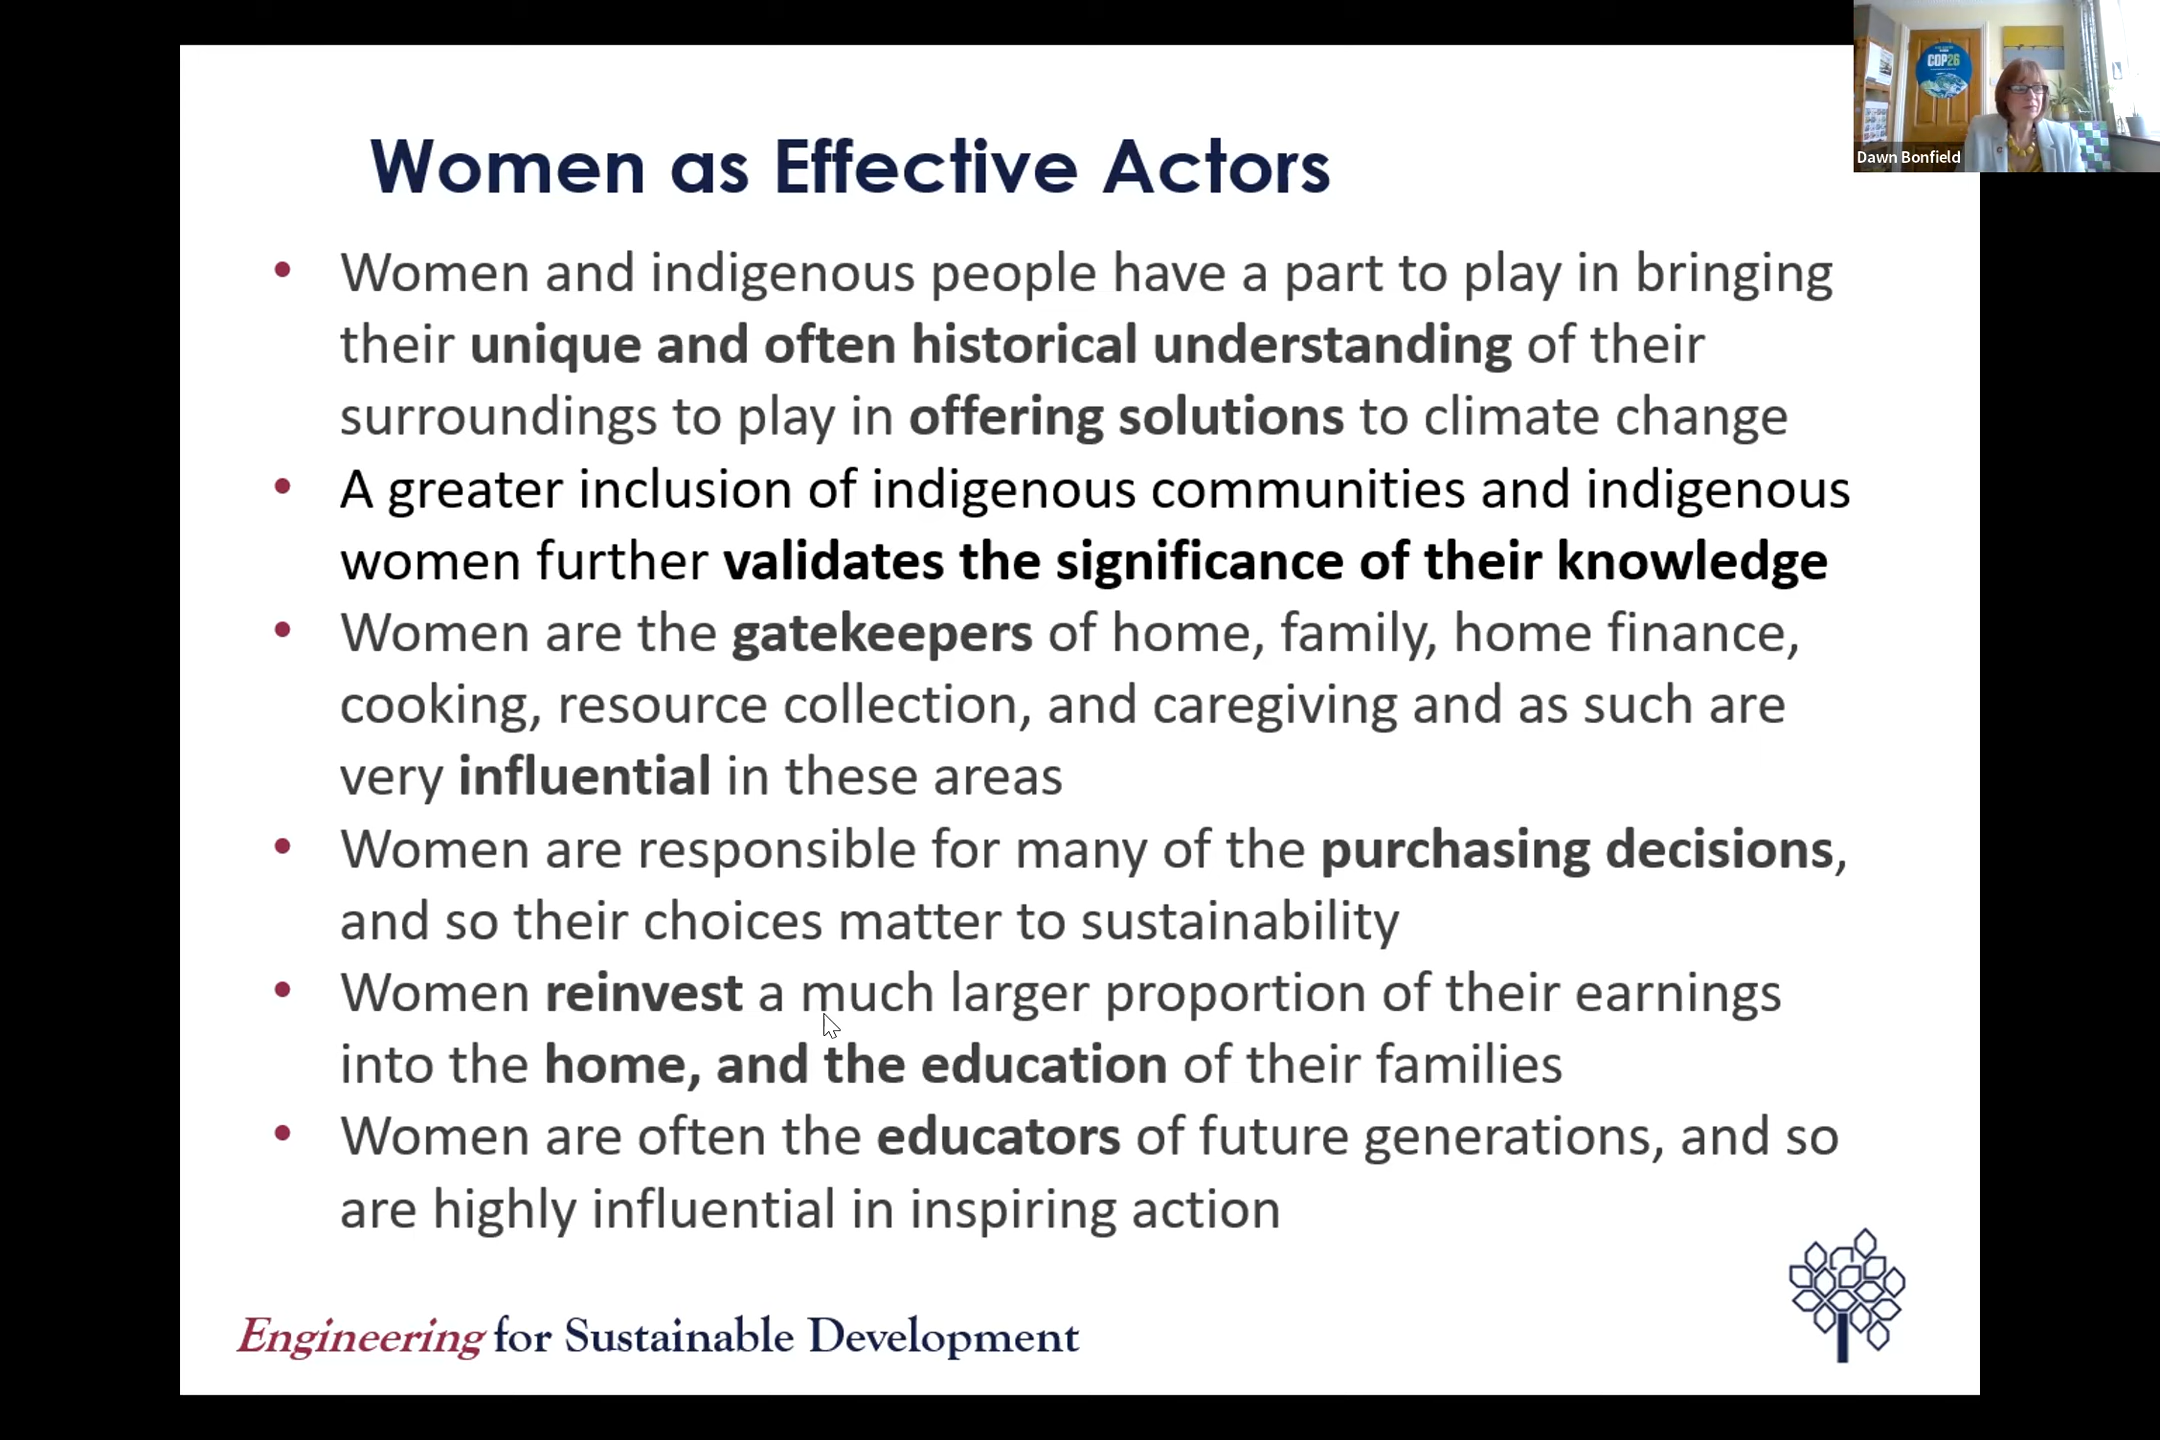 COP26
Dawn Bonfield
Women as Effective Actors
• Women and indigenous people have a part to play in bringing
their unique and often historical understanding of their
surroundings to play in offering solutions to climate change
• A greater inclusion of indigenous communities and indigenous
women further validates the significance of their knowledge
• Women are the gatekeepers of home, family, home finance,
cooking, resource collection, and caregiving and as such are
very influential in these areas
• Women are responsible for many of the purchasing decisions,
and so their choices matter to sustainability
• Women reinvest a much larger proportion of their earnings
into the home, and the education of their families
• Women are often the educators of future generations, and so
are highly influential in inspiring action
Engineering for Sustainable Development